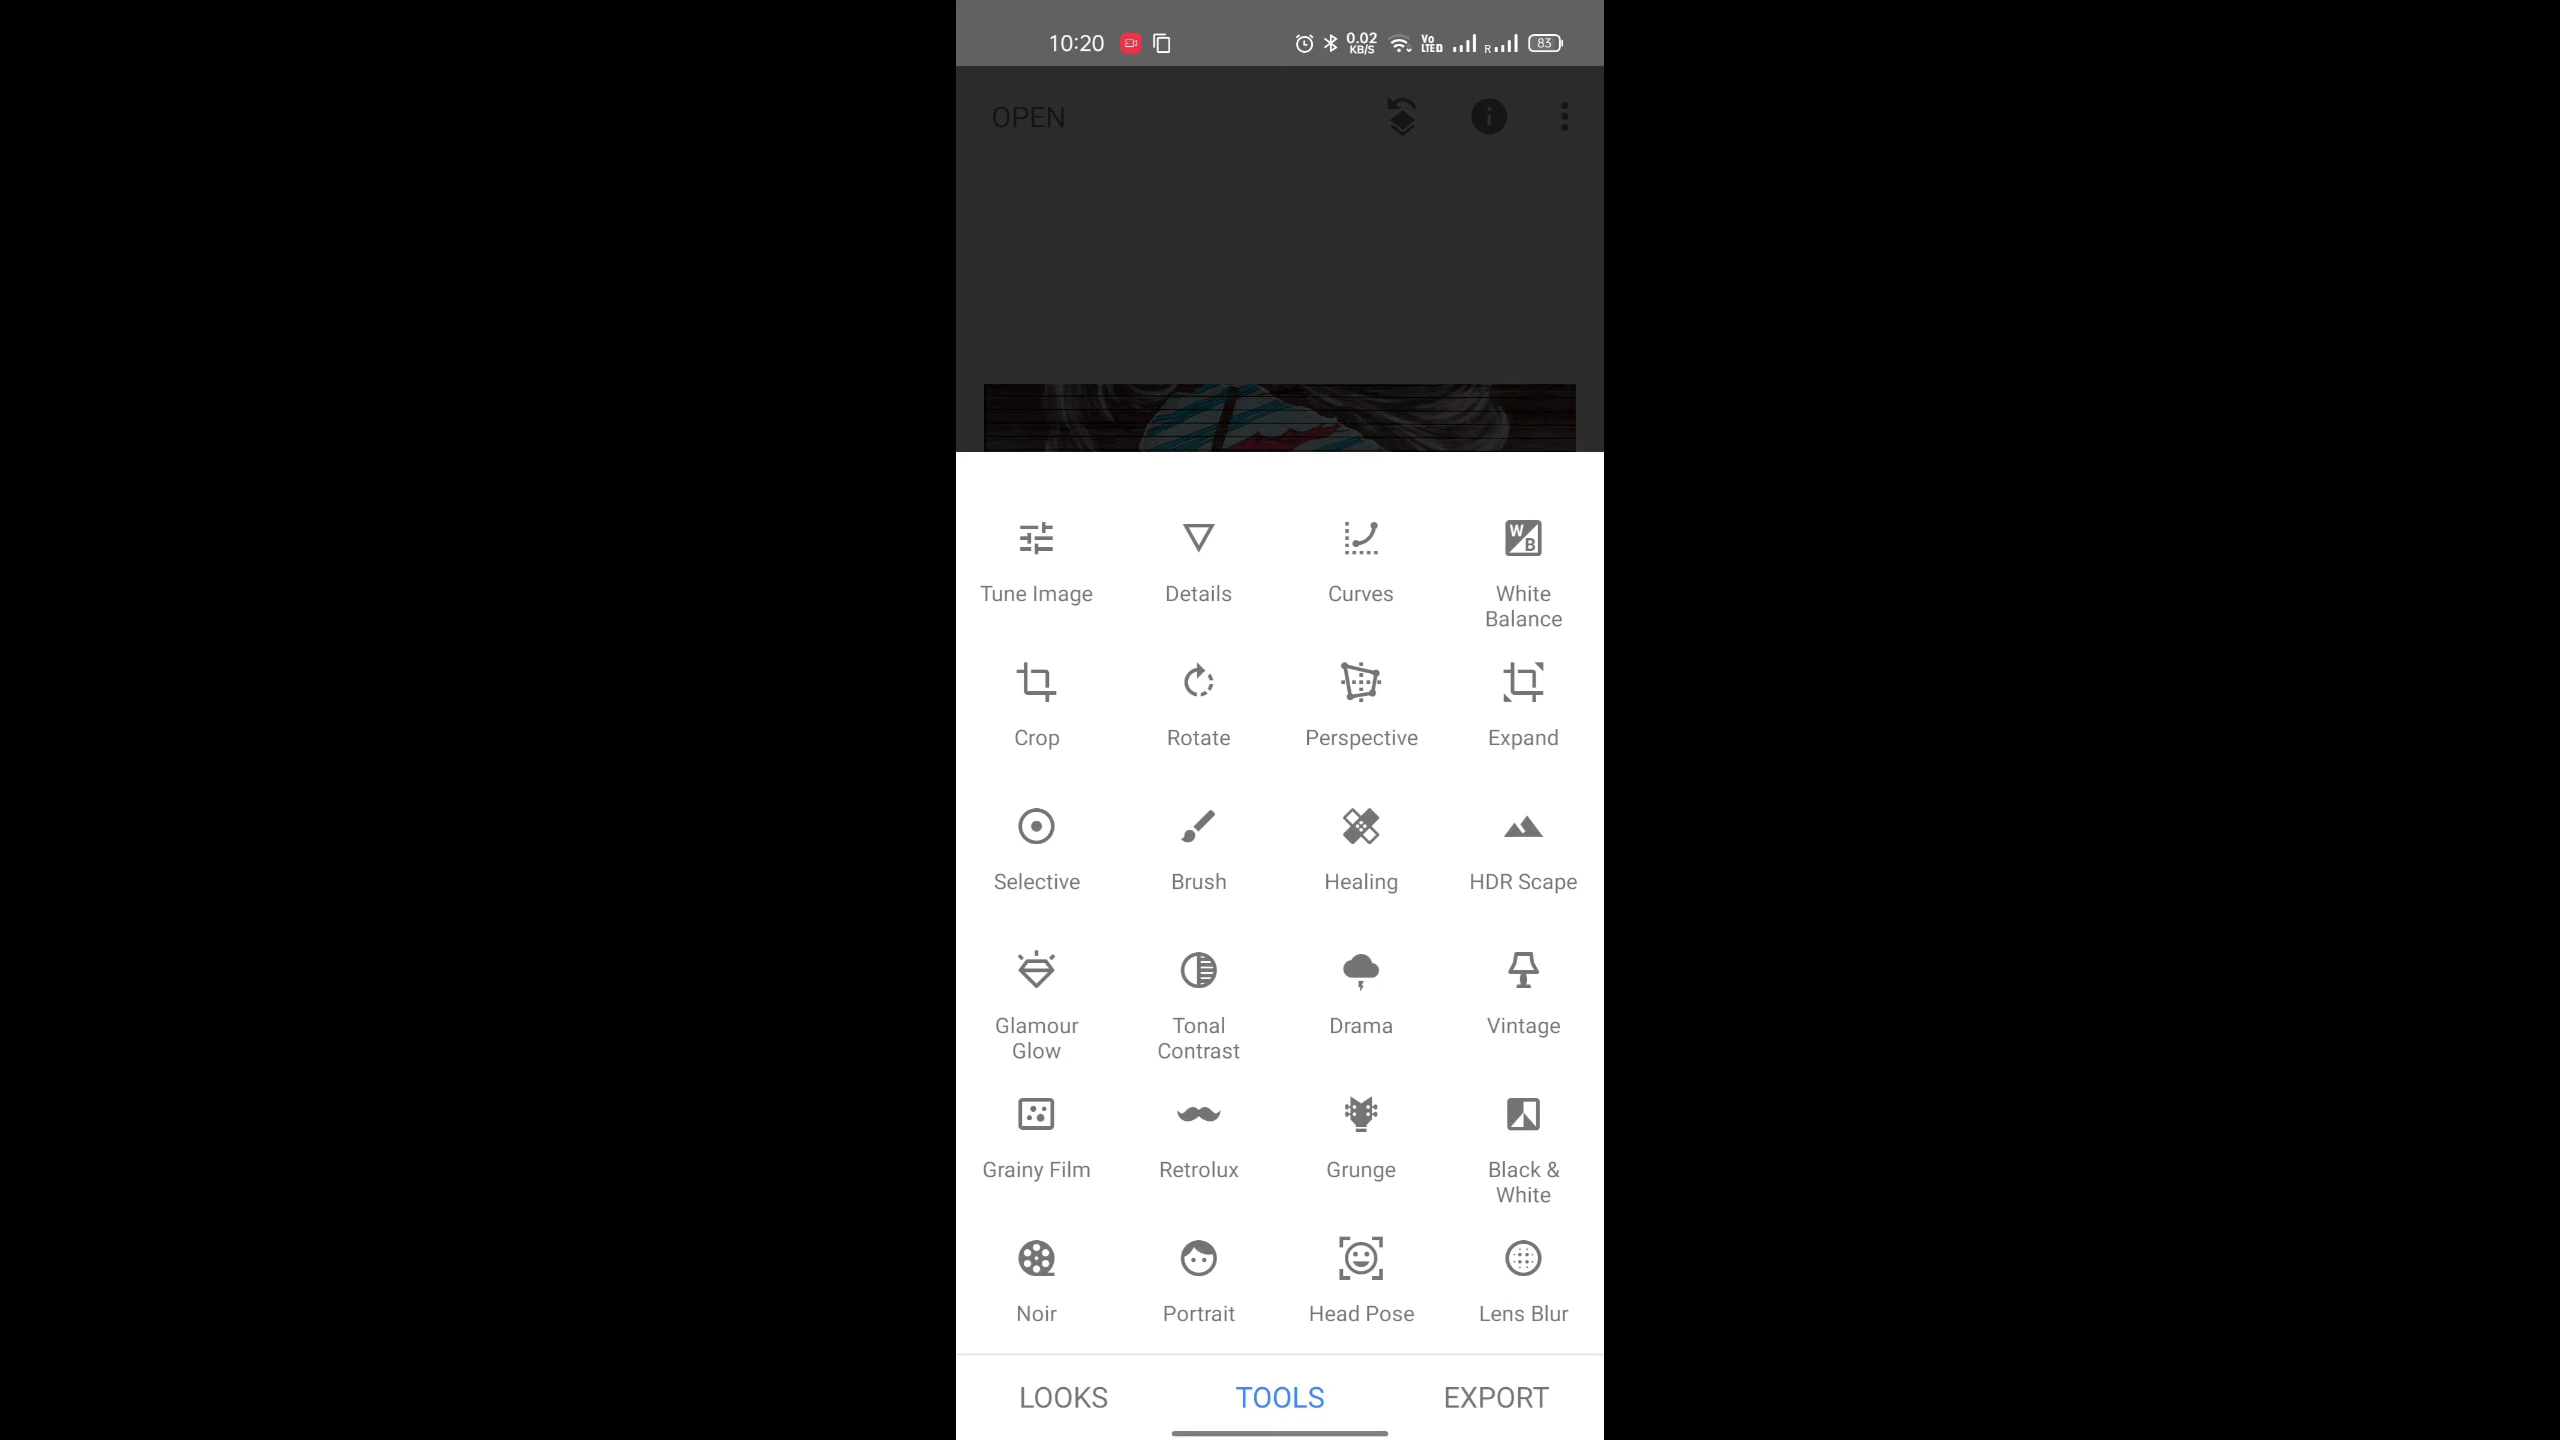 10:20 0.02 KB/S Vo LTED R 83
OPEN
Tune Image Details Curves White Balance
Crop Rotate Perspective Expand
Selective Brush Healing HDR Scape
Glamour Glow Tonal Contrast Drama Vintage
Grainy Film Retrolux Grunge Black & White
Noir Portrait Head Pose Lens Blur
LOOKS TOOLS EXPORT